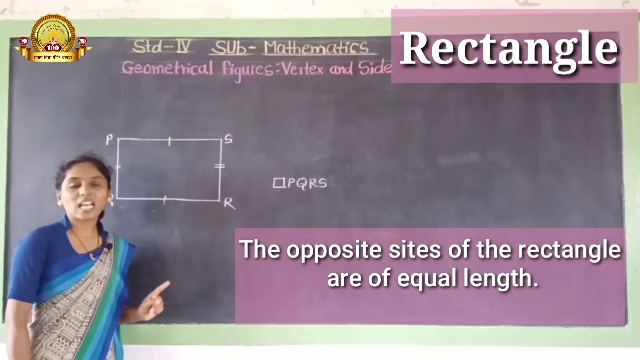 Rectangle
Std-IV Sub-Mathematics
Geometrical Figures:Vertex and Side
P
S
R
□PQRS
The opposite sites of the rectangle
are of equal length.